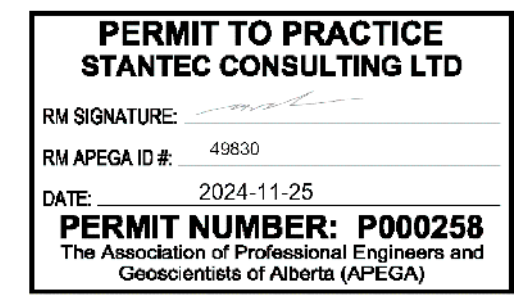 PERMIT TO PRACTICE
STANTEC CONSULTING LTD
RM SIGNATURE:
RM APEGA ID #: 49830
DATE: 2024-11-25
PERMIT NUMBER: P000258
The Association of Professional Engineers and
Geoscientists of Alberta (APEGA)